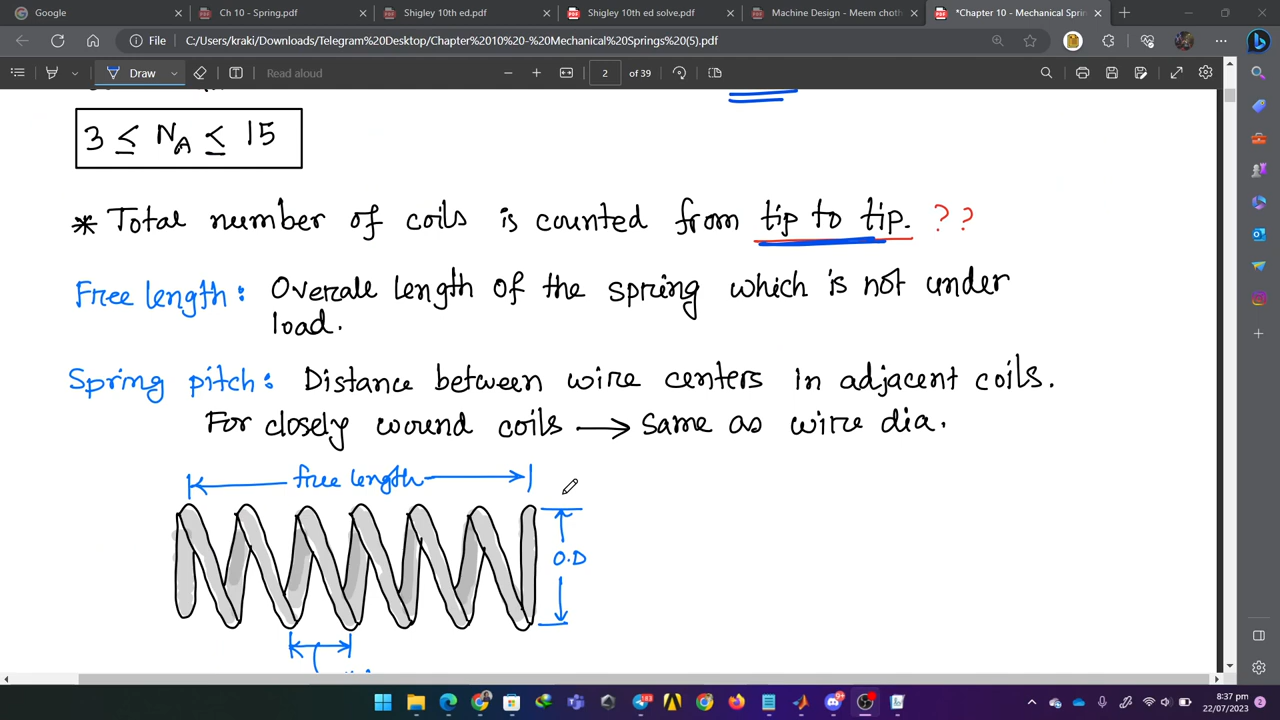 Google
Ch 10 - Spring.pdf
Shigley 10th ed.pdf
Shigley 10th ed solve.pdf
Machine Design - Meem chotl
*Chapter 10 - Mechanical Sprin
File
C:/Users/kraki/Downloads/Telegram%20Desktop/Chapter%2010%20-%20Mechanical%20Springs%20(5).pdf
Draw
Read aloud
2
of 39
3 ≤ NA ≤ 15
* Total number of coils is counted from tip to tip. ??
Free length: Overall length of the spring which is not under
load.
Spring pitch: Distance between wire centers in adjacent coils.
For closely wound coils → same as wire dia.
free length
O.D
8:37 pm
22/07/2023